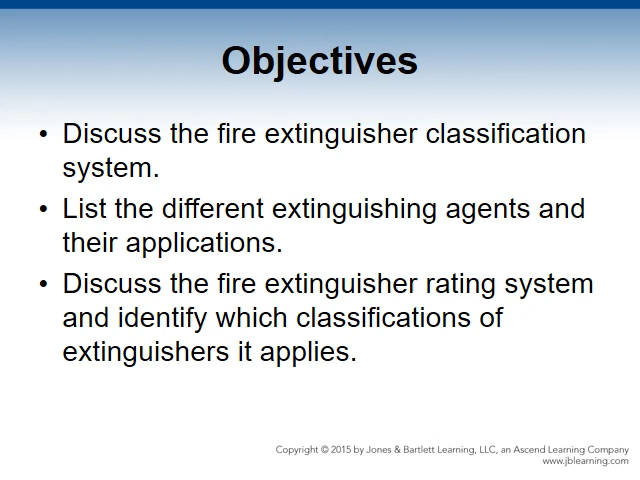 Objectives
• Discuss the fire extinguisher classification
system.
• List the different extinguishing agents and
their applications.
• Discuss the fire extinguisher rating system
and identify which classifications of
extinguishers it applies.
Copyright © 2015 by Jones & Bartlett Learning, LLC, an Ascend Learning Company
www.jblearning.com